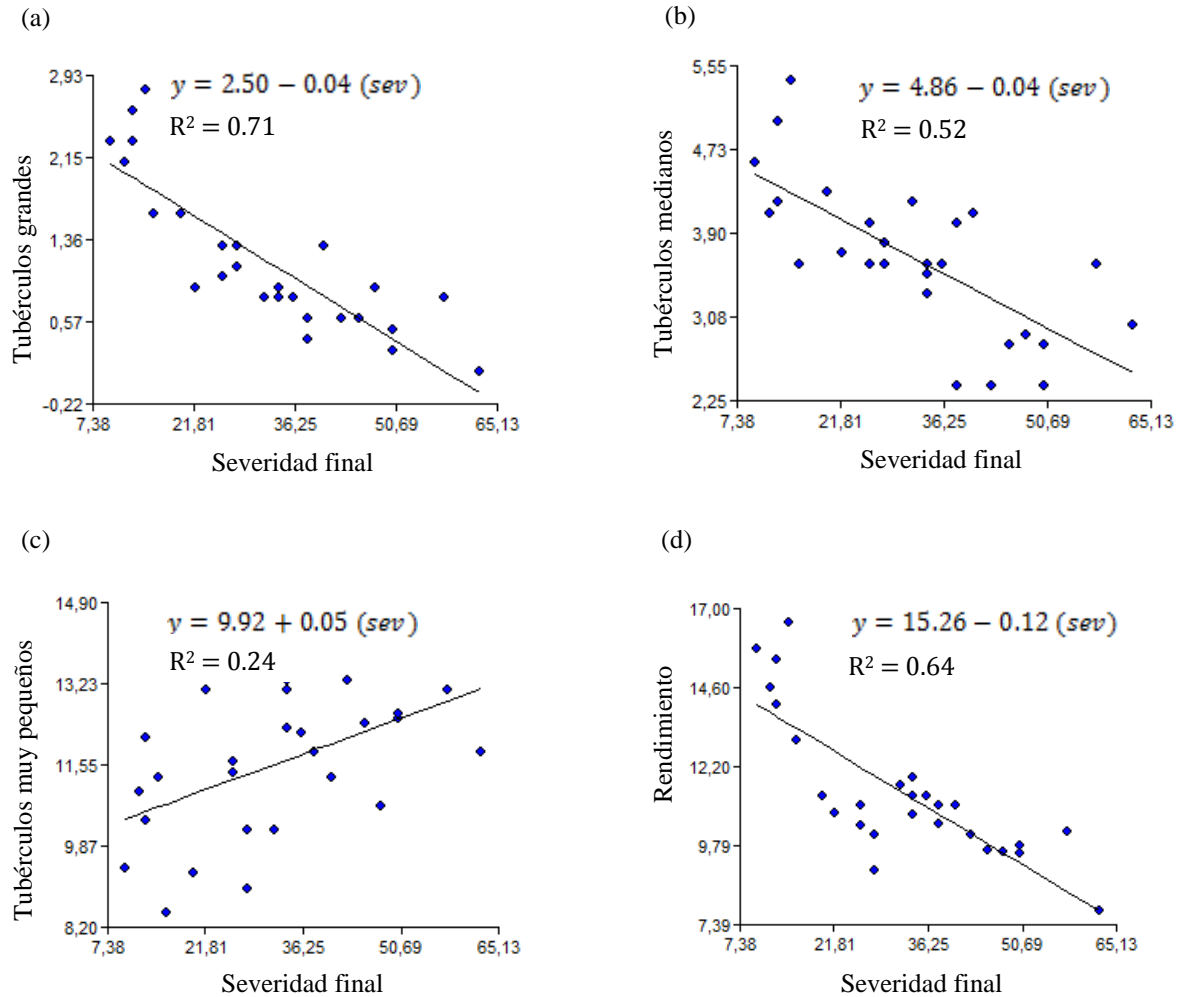 (a)
y = 2.50 − 0.04 (sev)
R² = 0.71
Tubérculos grandes
2,93
2,15
1,36
0,57
-0,22
7,38 21,81 36,25 50,69 65,13
Severidad final
(b)
y = 4.86 − 0.04 (sev)
R² = 0.52
Tubérculos medianos
5,55
4,73
3,90
3,08
2,25
7,38 21,81 36,25 50,69 65,13
Severidad final
(c)
y = 9.92 + 0.05 (sev)
R² = 0.24
Tubérculos muy pequeños
14,90
13,23
11,55
9,87
8,20
7,38 21,81 36,25 50,69 65,13
Severidad final
(d)
y = 15.26 − 0.12 (sev)
R² = 0.64
Rendimiento
17,00
14,60
12,20
9,79
7,39
7,38 21,81 36,25 50,69 65,13
Severidad final